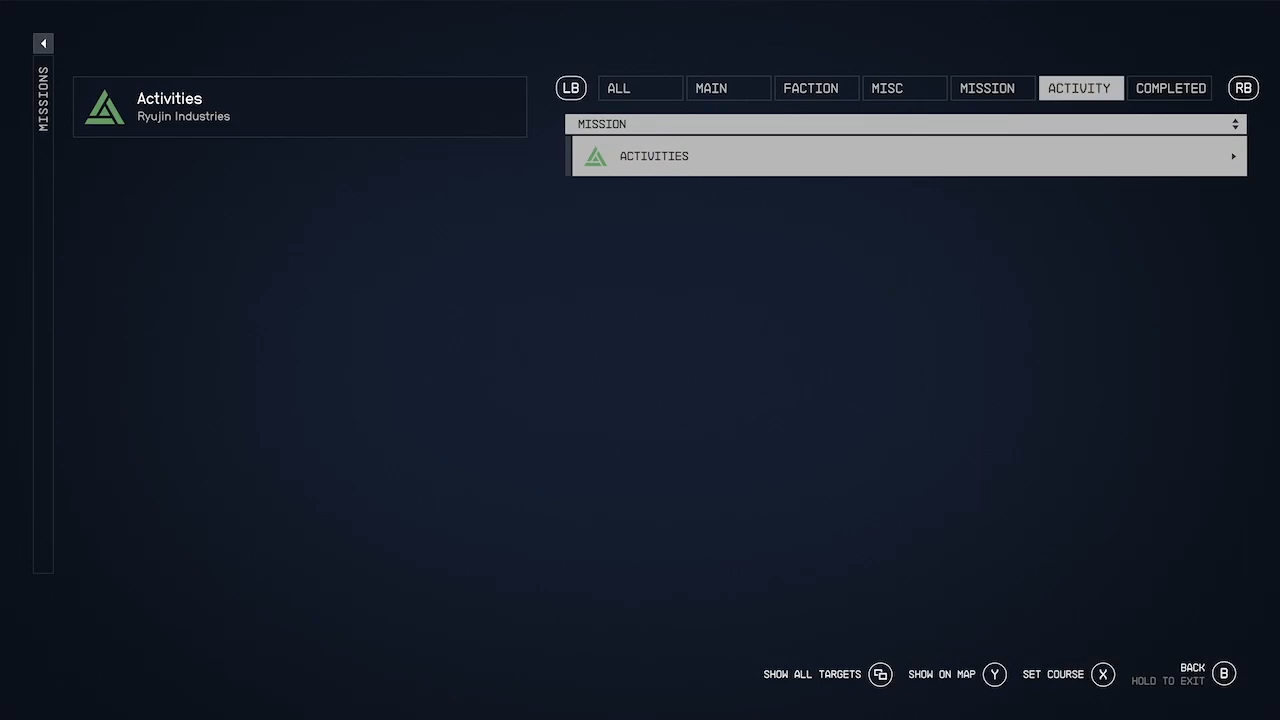 MISSIONS
Activities
Ryujin Industries
LB ALL MAIN FACTION MISC MISSION ACTIVITY COMPLETED RB
MISSION
ACTIVITIES
SHOW ALL TARGETS SHOW ON MAP Y SET COURSE X BACK B
HOLD TO EXIT